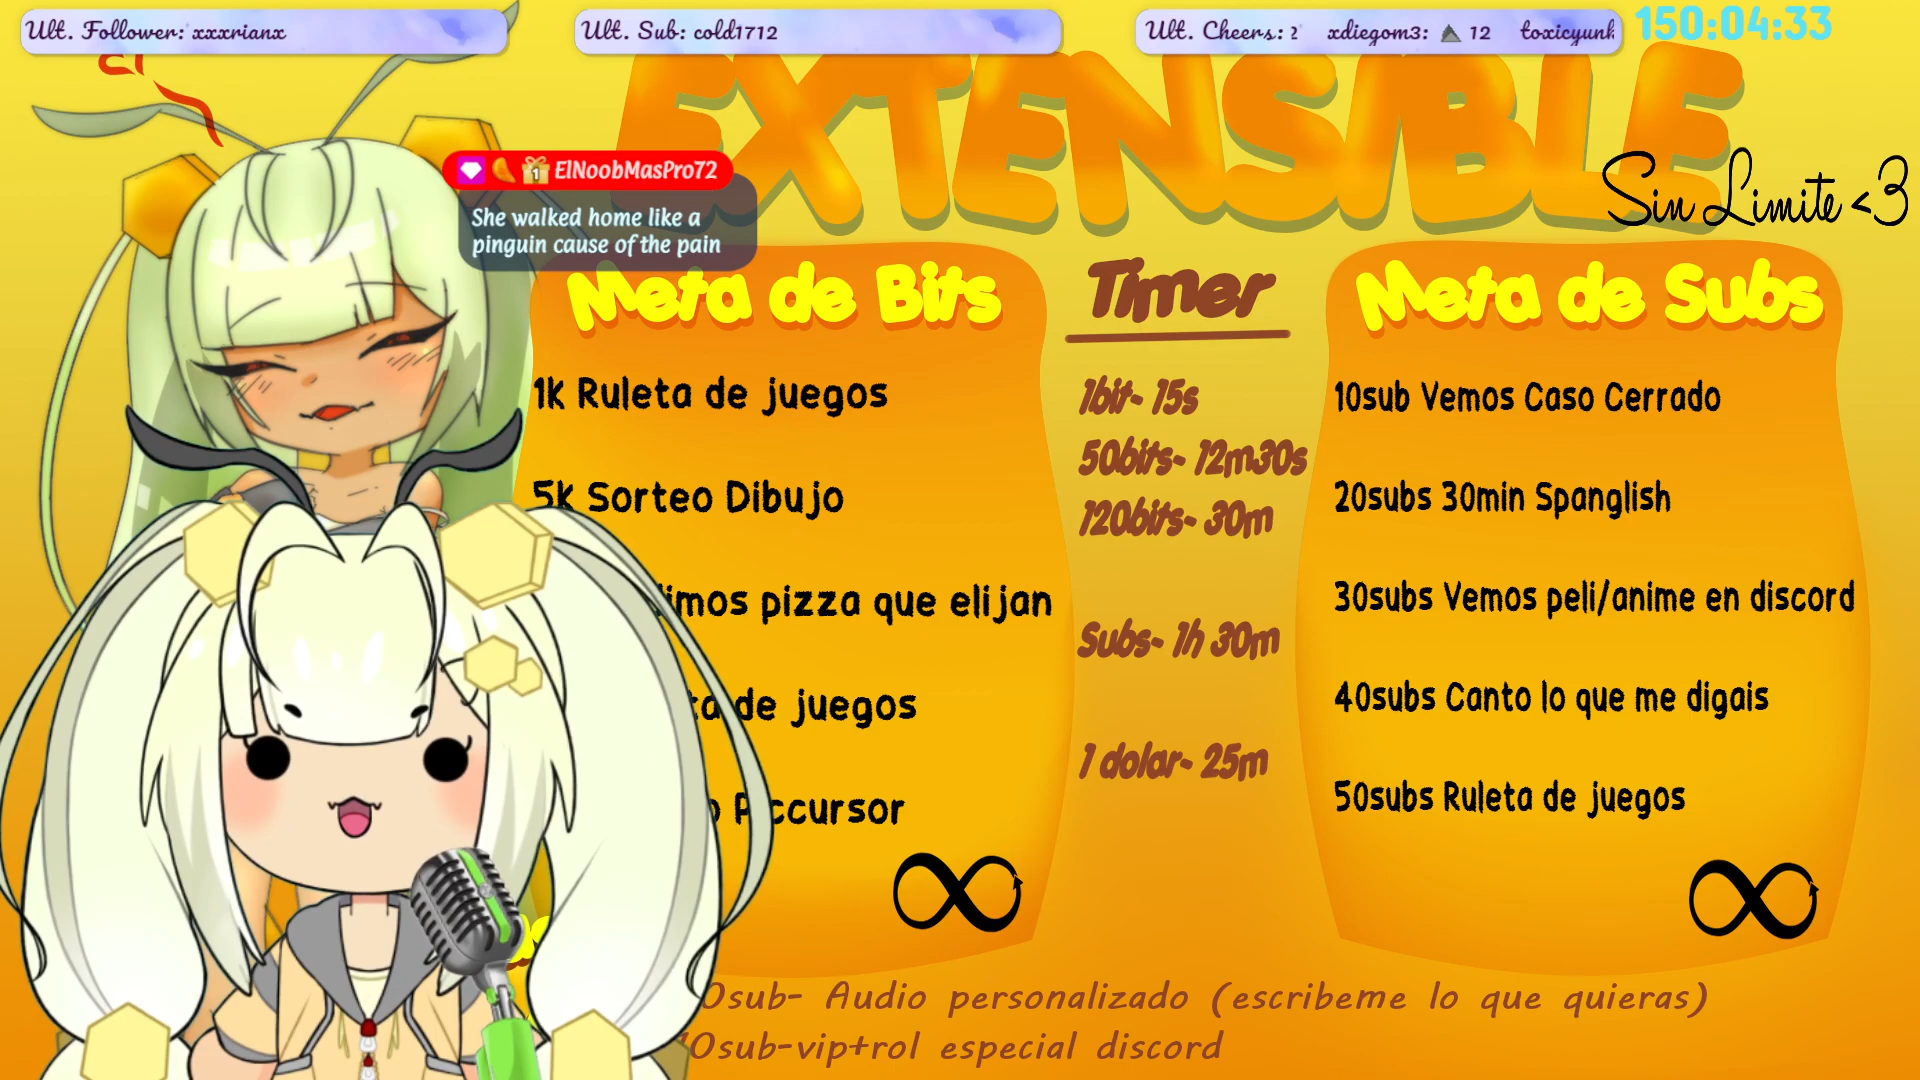 Ult. Follower: xxxrianx
Ult. Sub: cold1712
Ult. Cheers: xdiegom3: 12 toxicyunk
150:04:33
EXTENSIBLE
Sin Limite <3
1 ElNoobMasPro72
She walked home like a
pinguin cause of the pain
Meta de Bits
1K Ruleta de juegos
5K Sorteo Dibujo
pizza que elijan
de juegos
Timer
1bit- 15s
50bits- 12m30s
120bits- 30m
Subs- 1h 30m
1 dolar- 25m
Meta de Subs
10sub Vemos Caso Cerrado
20subs 30min Spanglish
30subs Vemos peli/anime en discord
40subs Canto lo que me digais
50subs Ruleta de juegos
0sub- Audio personalizado (escribeme lo que quieras)
0sub-vip+rol especial discord